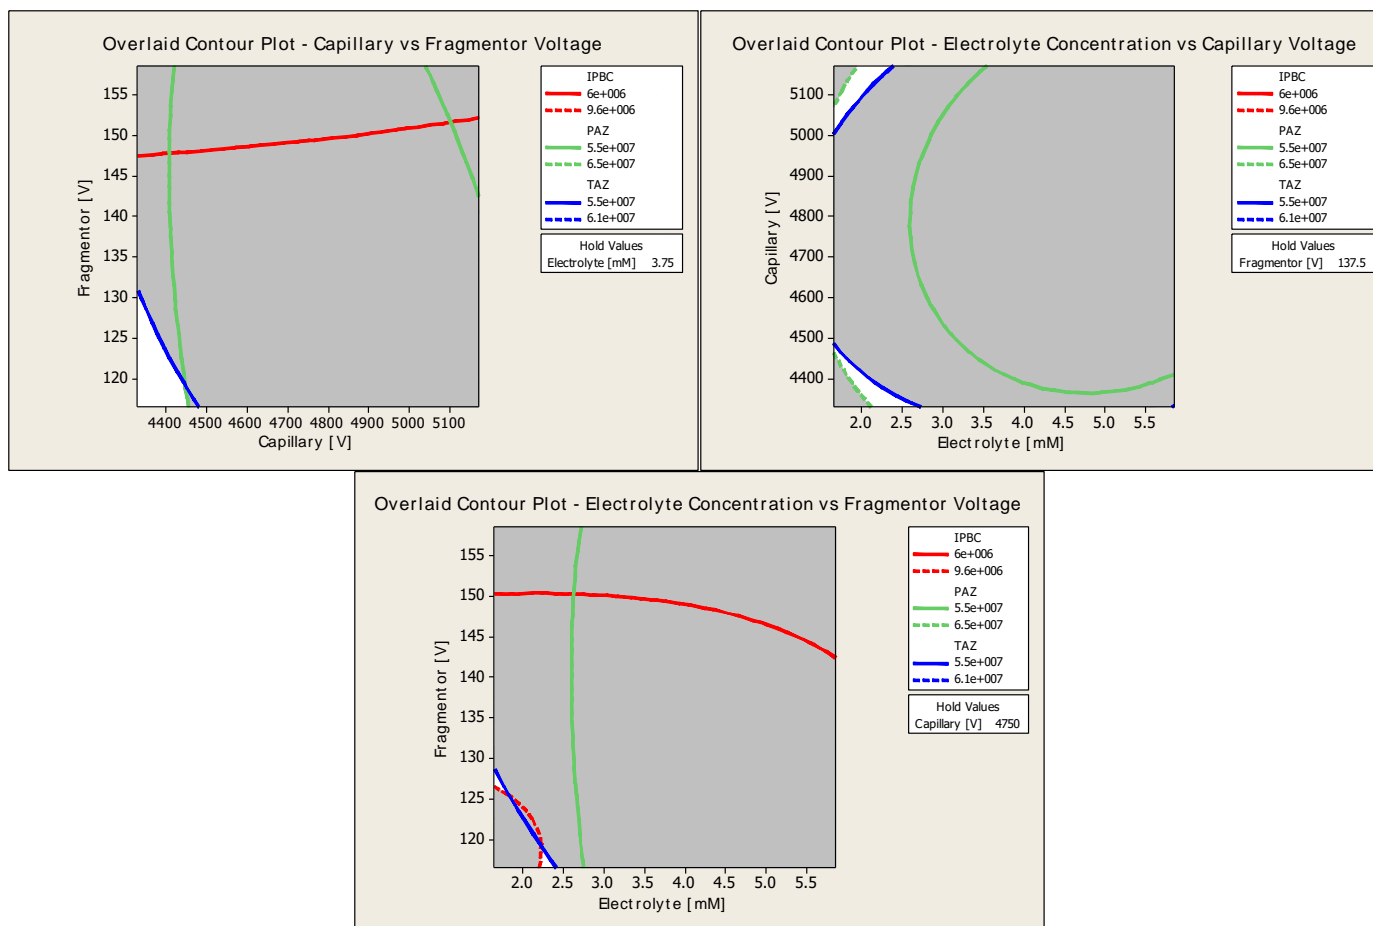 Overlaid Contour Plot - Capillary vs Fragmentor Voltage
Fragmentor [V]
155
150
145
140
135
130
125
120
4400 4500 4600 4700 4800 4900 5000 5100
Capillary [V]
IPBC
6e+006
9.6e+006
PAZ
5.5e+007
6.5e+007
TAZ
5.5e+007
6.1e+007
Hold Values
Electrolyte [mM] 3.75
Overlaid Contour Plot - Electrolyte Concentration vs Capillary Voltage
Capillary [V]
5100
5000
4900
4800
4700
4600
4500
4400
2.0 2.5 3.0 3.5 4.0 4.5 5.0 5.5
Electrolyte [mM]
IPBC
6e+006
9.6e+006
PAZ
5.5e+007
6.5e+007
TAZ
5.5e+007
6.1e+007
Hold Values
Fragmentor [V] 137.5
Overlaid Contour Plot - Electrolyte Concentration vs Fragmentor Voltage
Fragmentor [V]
155
150
145
140
135
130
125
120
2.0 2.5 3.0 3.5 4.0 4.5 5.0 5.5
Electrolyte [mM]
IPBC
6e+006
9.6e+006
PAZ
5.5e+007
6.5e+007
TAZ
5.5e+007
6.1e+007
Hold Values
Capillary [V] 4750